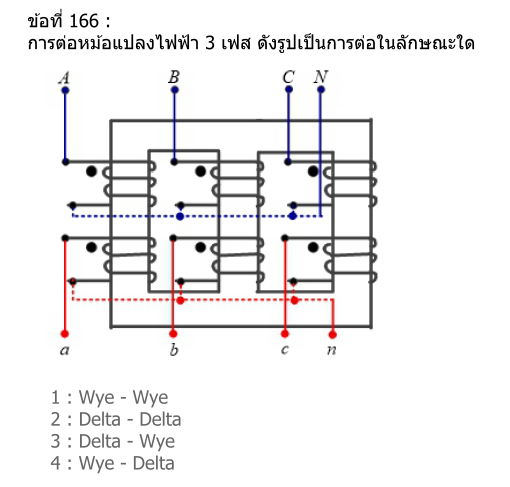 ข้อที่ 166 :
การต่อหม้อแปลงไฟฟ้า 3 เฟส ดังรูปเป็นการต่อในลักษณะใด
A B C N
a b c n
1 : Wye - Wye
2 : Delta - Delta
3 : Delta - Wye
4 : Wye - Delta